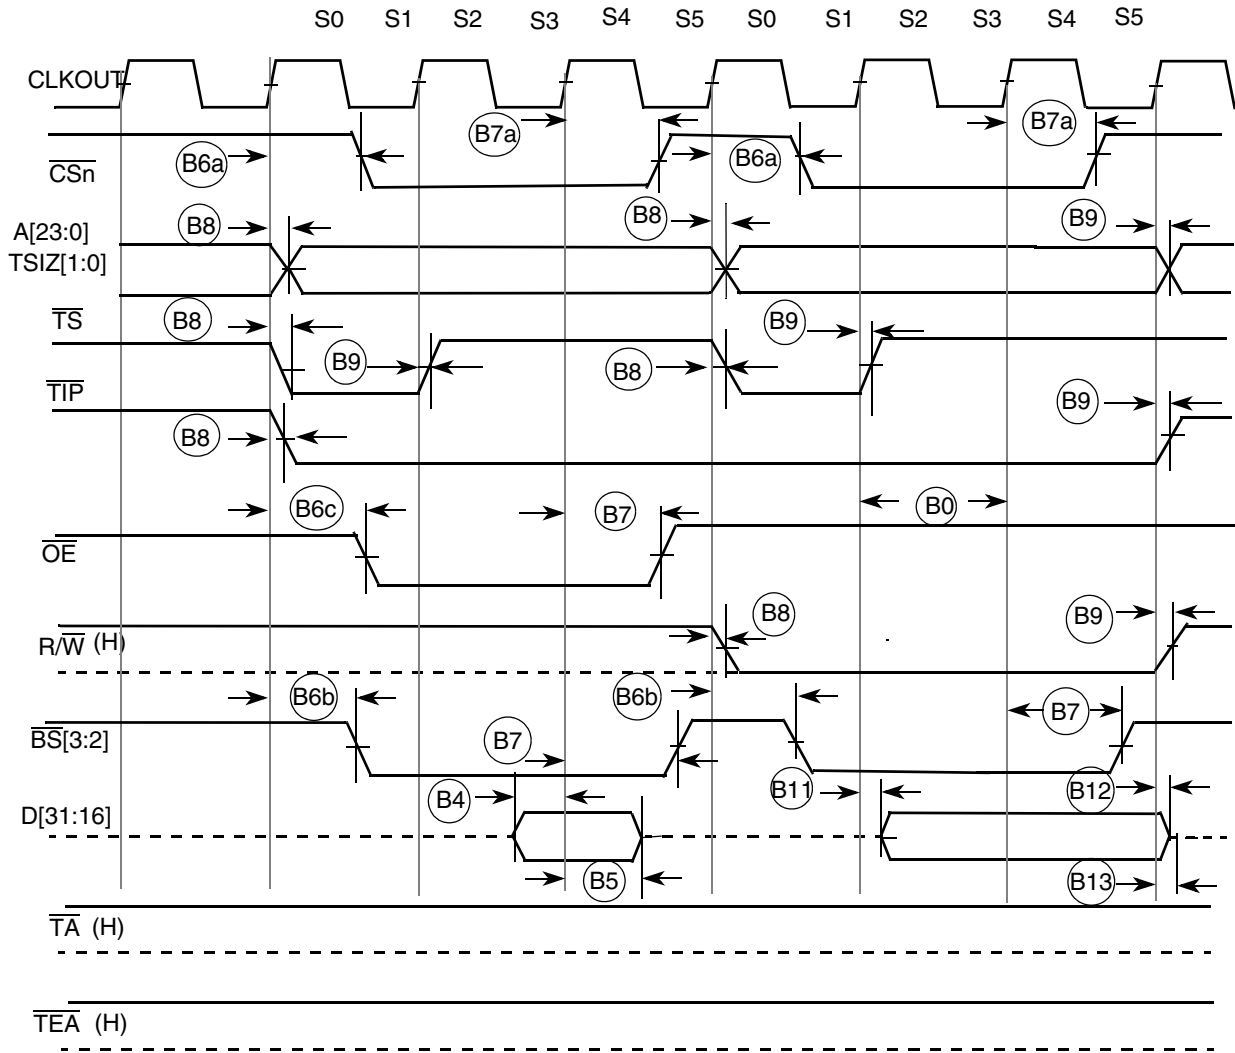 S0 S1 S2 S3 S4 S5 S0 S1 S2 S3 S4 S5
CLKOUT
B7a B7a
CSn B6a B6a
A[23:0] B8 B8 B9
TSIZ[1:0]
TS B8 B9
B9 B8
TIP B9
B8
B6c B7 B0
OE
R/W (H) B8 B9
B6b B6b B7
BS[3:2] B7
B4 B11 B12
D[31:16]
B5 B13
TA (H)
TEA (H)